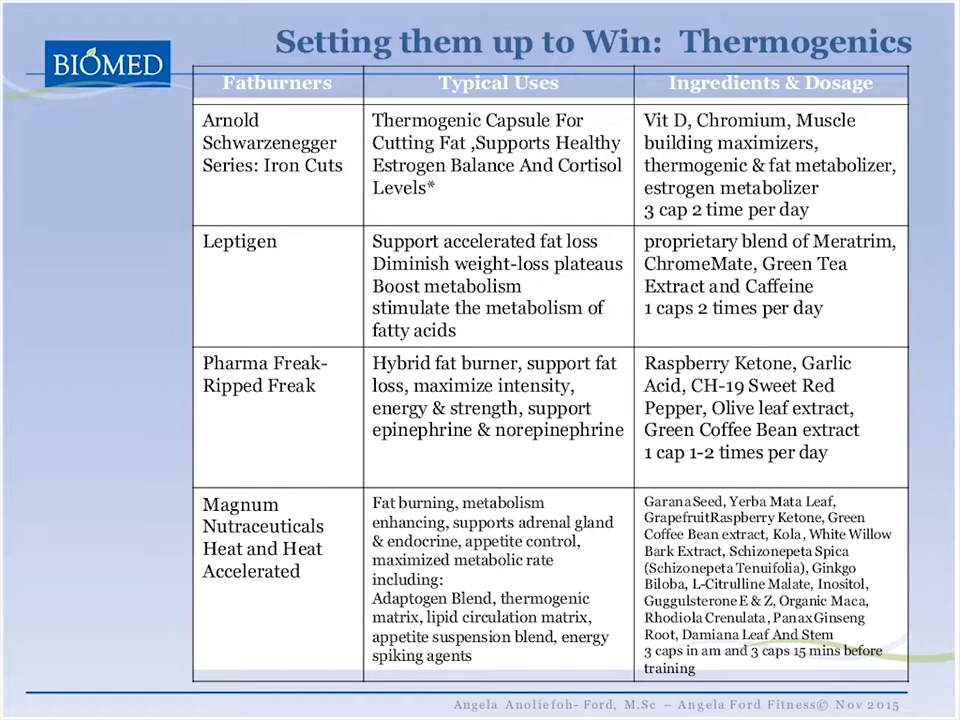 Setting them up to Win: Thermogenics
BIOMED
Fatburners
Typical Uses
Ingredients & Dosage
Arnold
Schwarzenegger
Series: Iron Cuts
Thermogenic Capsule For
Cutting Fat ,Supports Healthy
Estrogen Balance And Cortisol
Levels*
Vit D, Chromium, Muscle
building maximizers,
thermogenic & fat metabolizer,
estrogen metabolizer
3 cap 2 time per day
Leptigen
Support accelerated fat loss
Diminish weight-loss plateaus
Boost metabolism
stimulate the metabolism of
fatty acids
proprietary blend of Meratrim,
ChromeMate, Green Tea
Extract and Caffeine
1 caps 2 times per day
Pharma Freak-
Ripped Freak
Hybrid fat burner, support fat
loss, maximize intensity,
energy & strength, support
epinephrine & norepinephrine
Raspberry Ketone, Garlic
Acid, CH-19 Sweet Red
Pepper, Olive leaf extract,
Green Coffee Bean extract
1 cap 1-2 times per day
Magnum
Nutraceuticals
Heat and Heat
Accelerated
Fat burning, metabolism
enhancing, supports adrenal gland
& endocrine, appetite control,
maximized metabolic rate
including:
Adaptogen Blend, thermogenic
matrix, lipid circulation matrix,
appetite suspension blend, energy
spiking agents
Garana Seed, Yerba Mata Leaf,
GrapefruitRaspberry Ketone, Green
Coffee Bean extract, Kola , White Willow
Bark Extract, Schizonepeta Spica
(Schizonepeta Tenuifolia), Ginkgo
Biloba, L-Citrulline Malate, Inositol,
Guggulsterone E & Z, Organic Maca,
Rhodiola Crenulata , Panax Ginseng
Root, Damiana Leaf And Stem
3 caps in am and 3 caps 15 mins before
training
Angela Anoliefoh- Ford, M.Sc – Angela Ford Fitness© Nov 2015